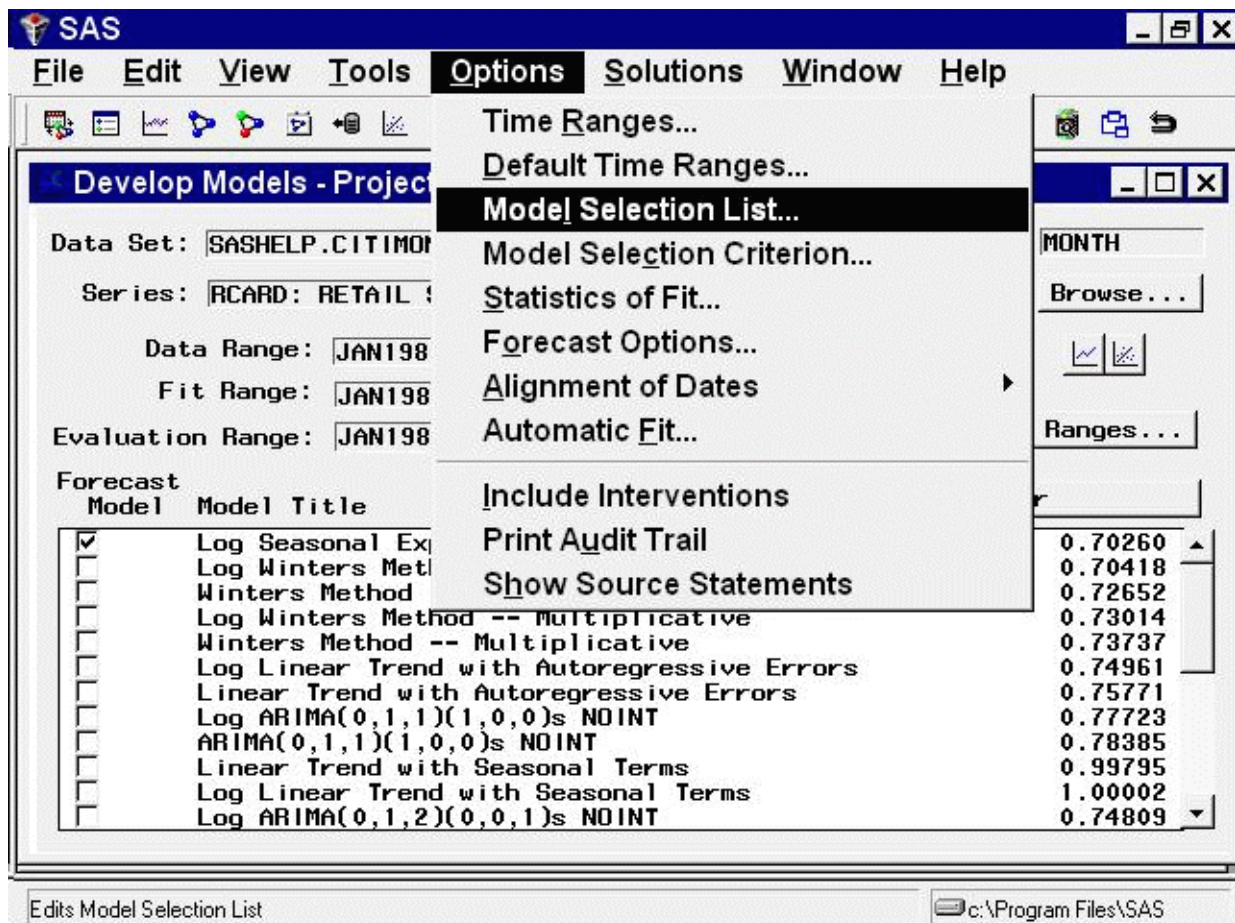 SAS
File Edit View Tools Options Solutions Window Help
Time Ranges...
Default Time Ranges...
Model Selection List...
Model Selection Criterion...
Statistics of Fit...
Forecast Options...
Alignment of Dates
Automatic Fit...
Include Interventions
Print Audit Trail
Show Source Statements
Develop Models - Project
Data Set: SASHELP.CITIMON MONTH
Series: RCARD: RETAIL Browse...
Data Range: JAN198
Fit Range: JAN198
Evaluation Range: JAN198 Ranges...
Forecast
Model Model Title r
Log Seasonal Exp 0.70260
Log Winters Meth 0.70418
Winters Method 0.72652
Log Winters Method -- Multiplicative 0.73014
Winters Method -- Multiplicative 0.73737
Log Linear Trend with Autoregressive Errors 0.74961
Linear Trend with Autoregressive Errors 0.75771
Log ARIMA(0,1,1)(1,0,0)s NOINT 0.77723
ARIMA(0,1,1)(1,0,0)s NOINT 0.78385
Linear Trend with Seasonal Terms 0.99795
Log Linear Trend with Seasonal Terms 1.00002
Log ARIMA(0,1,2)(0,0,1)s NOINT 0.74809
Edits Model Selection List c:\Program Files\SAS